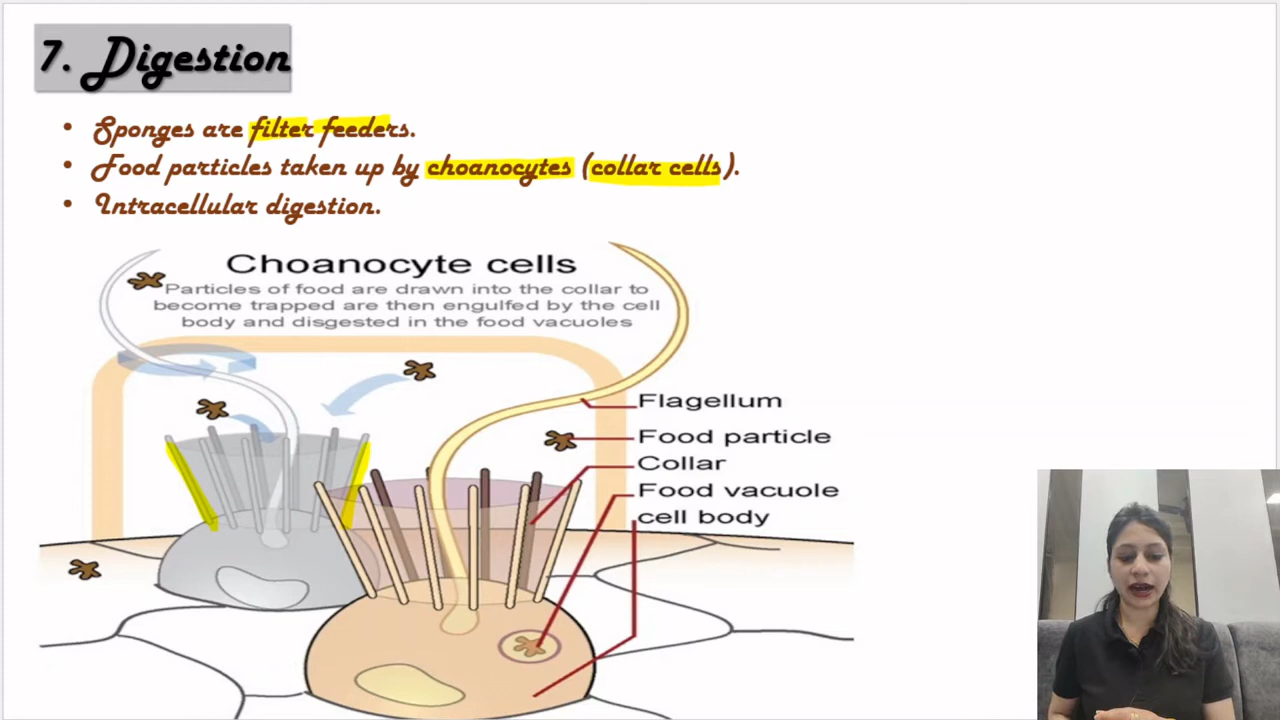 7. Digestion
• Sponges are filter feeders.
• Food particles taken up by choanocytes (collar cells).
• Intracellular digestion.
Choanocyte cells
Particles of food are drawn into the collar to
become trapped are then engulfed by the cell
body and disgested in the food vacuoles
Flagellum
Food particle
Collar
Food vacuole
cell body